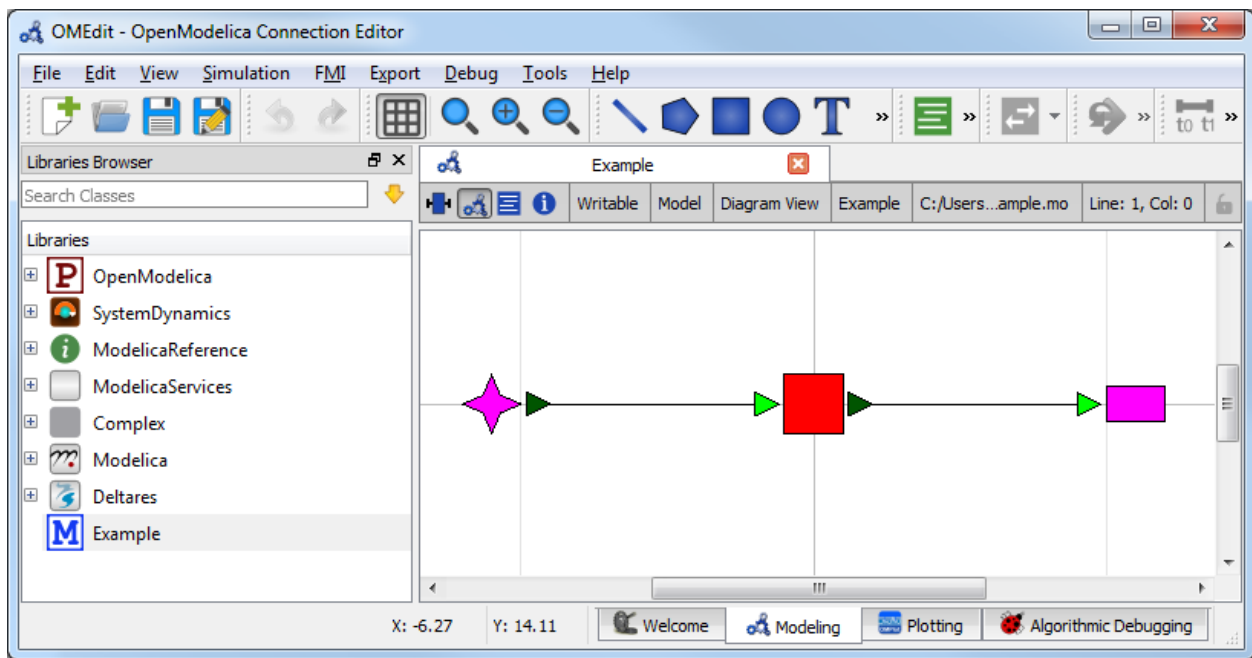 OMEdit - OpenModelica Connection Editor
File Edit View Simulation FMI Export Debug Tools Help
T » » » to t1 »
Libraries Browser
Example
Search Classes
Writable Model Diagram View Example C:/Users...ample.mo Line: 1, Col: 0
Libraries
P OpenModelica
SystemDynamics
i ModelicaReference
ModelicaServices
Complex
m Modelica
Deltares
M Example
X: -6.27 Y: 14.11 Welcome Modeling Plotting Algorithmic Debugging